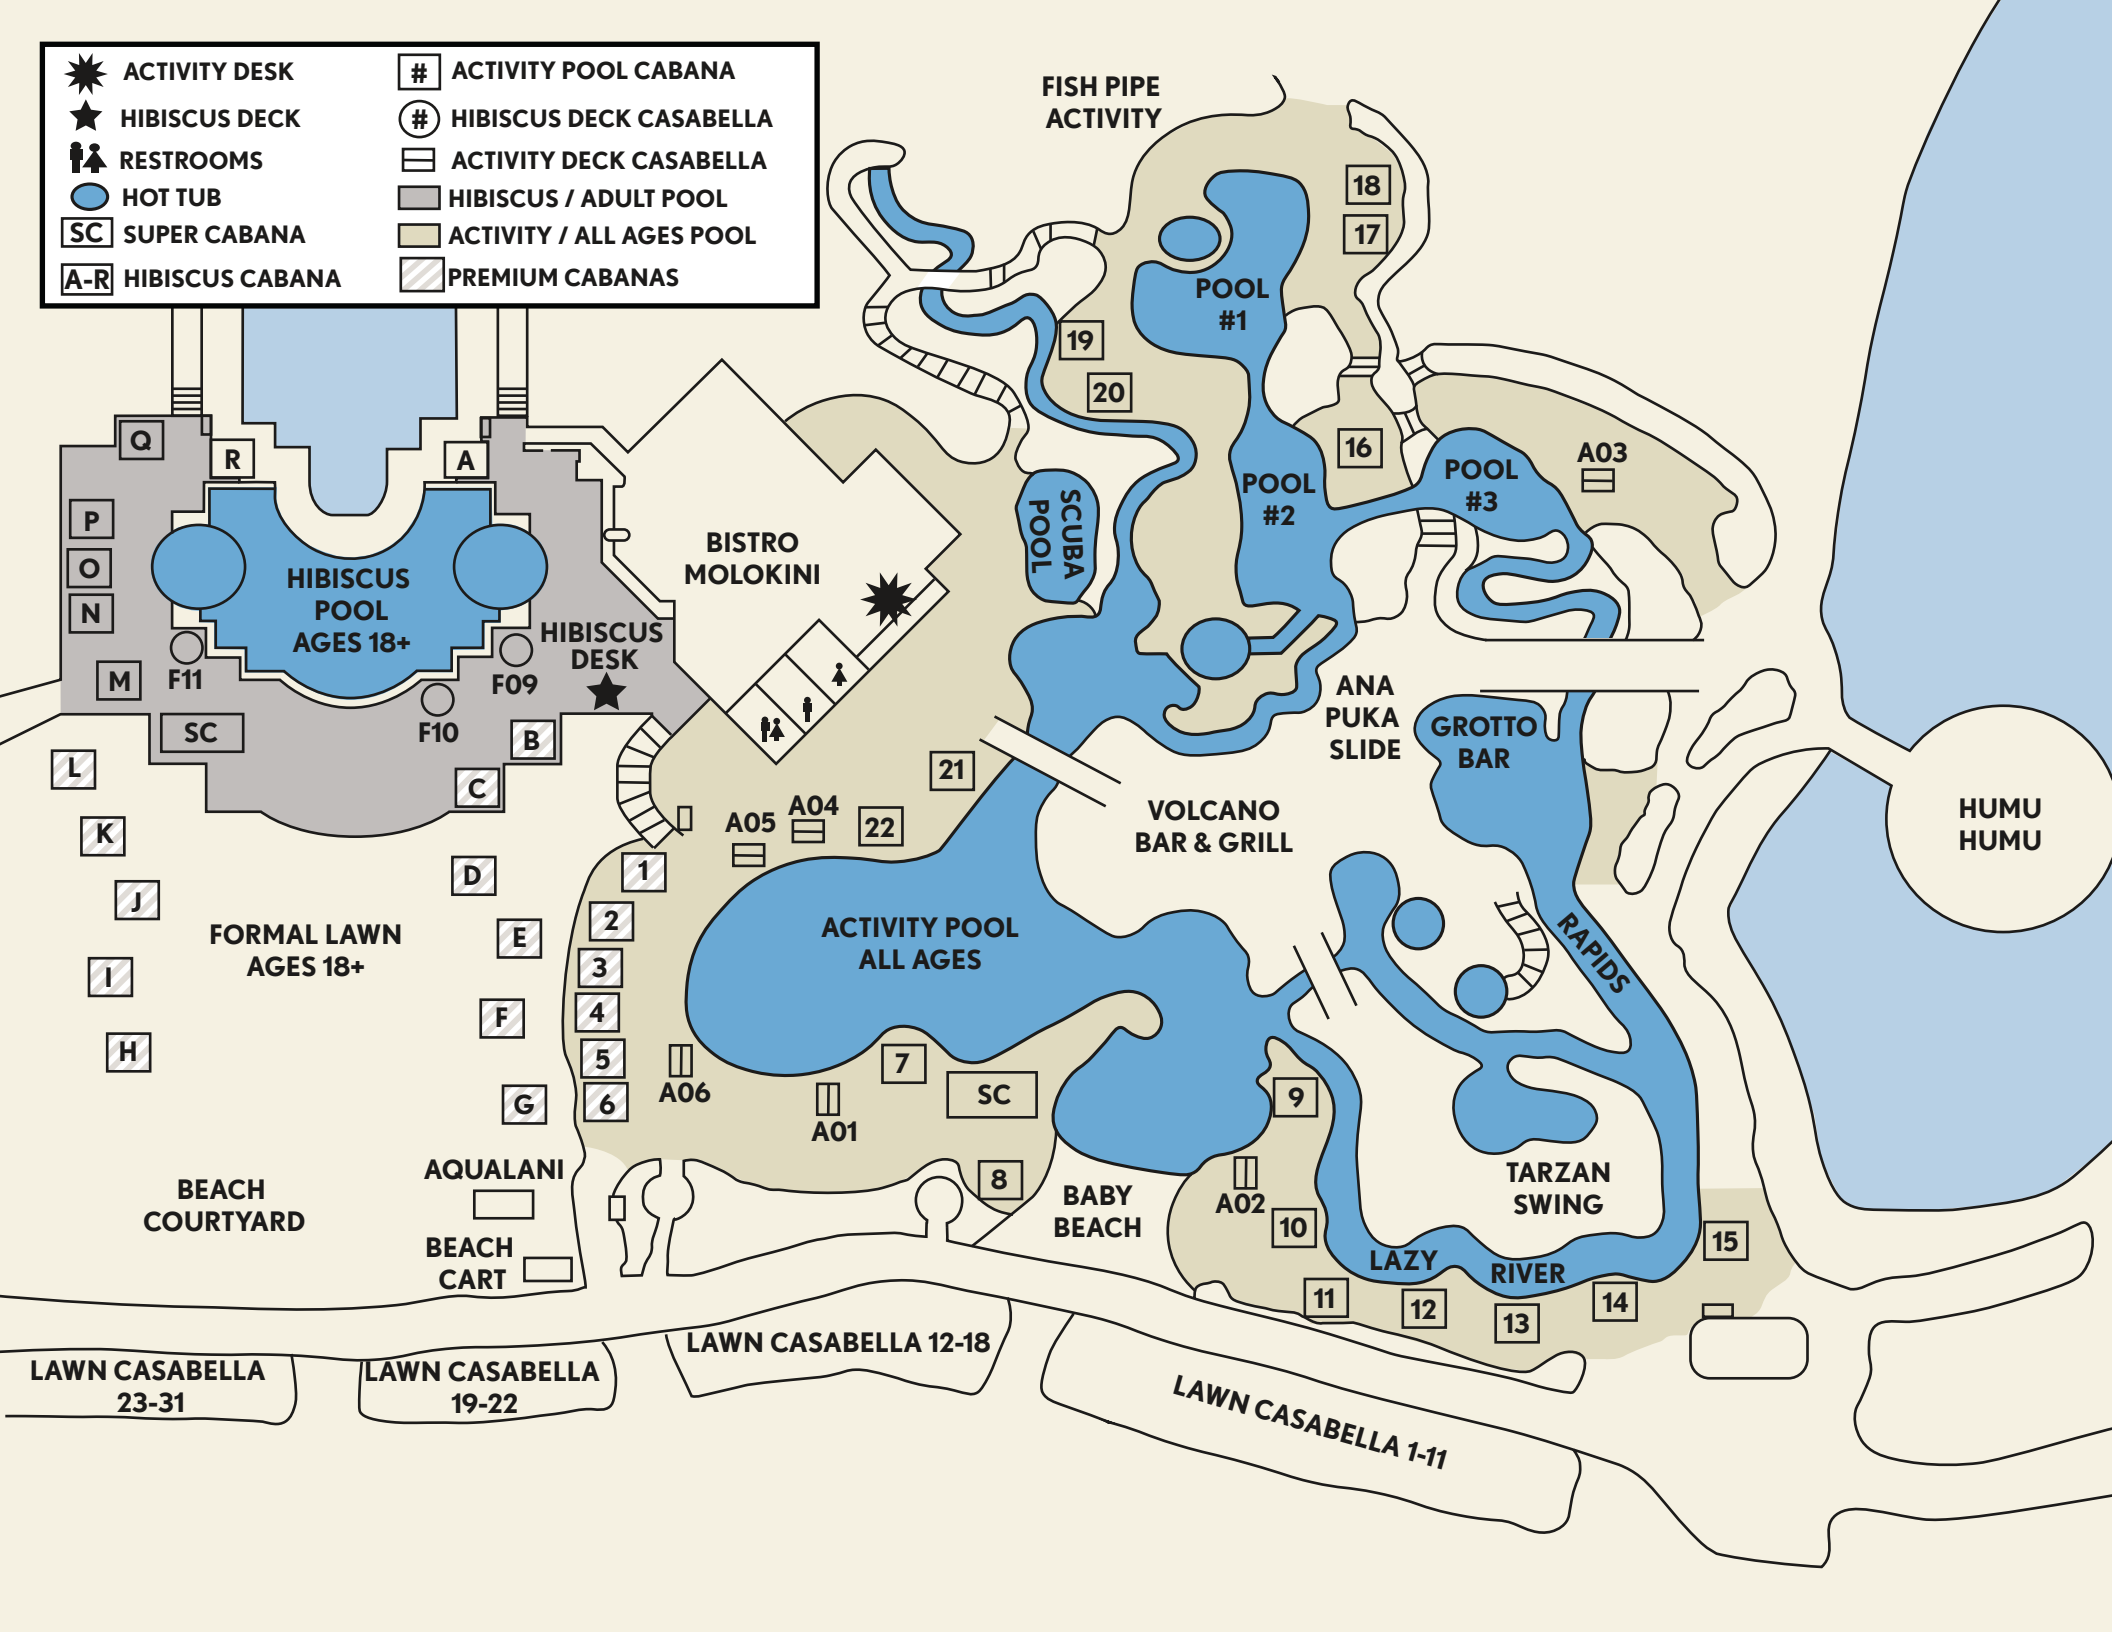 ACTIVITY DESK
HIBISCUS DECK
RESTROOMS
HOT TUB
SC SUPER CABANA
A-R HIBISCUS CABANA
# ACTIVITY POOL CABANA
# HIBISCUS DECK CASABELLA
ACTIVITY DECK CASABELLA
HIBISCUS / ADULT POOL
ACTIVITY / ALL AGES POOL
PREMIUM CABANAS
FISH PIPE
ACTIVITY
18
17
POOL
#1
19
20
16
POOL
#2
POOL
#3
A03
SCUBA
POOL
Q
R
A
P
O
N
M
HIBISCUS
POOL
AGES 18+
F11
F09
F10
SC
HIBISCUS
DESK
BISTRO
MOLOKINI
B
C
L
K
J
I
H
D
E
F
G
FORMAL LAWN
AGES 18+
ANA
PUKA
SLIDE
GROTTO
BAR
21
A04
A05
22
VOLCANO
BAR & GRILL
HUMU
HUMU
1
2
3
4
5
6
ACTIVITY POOL
ALL AGES
RAPIDS
A06
A01
7
SC
8
9
A02
10
BABY
BEACH
TARZAN
SWING
LAZY
RIVER
11
12
13
14
15
AQUALANI
BEACH
COURTYARD
BEACH
CART
LAWN CASABELLA
23-31
LAWN CASABELLA
19-22
LAWN CASABELLA 12-18
LAWN CASABELLA 1-11